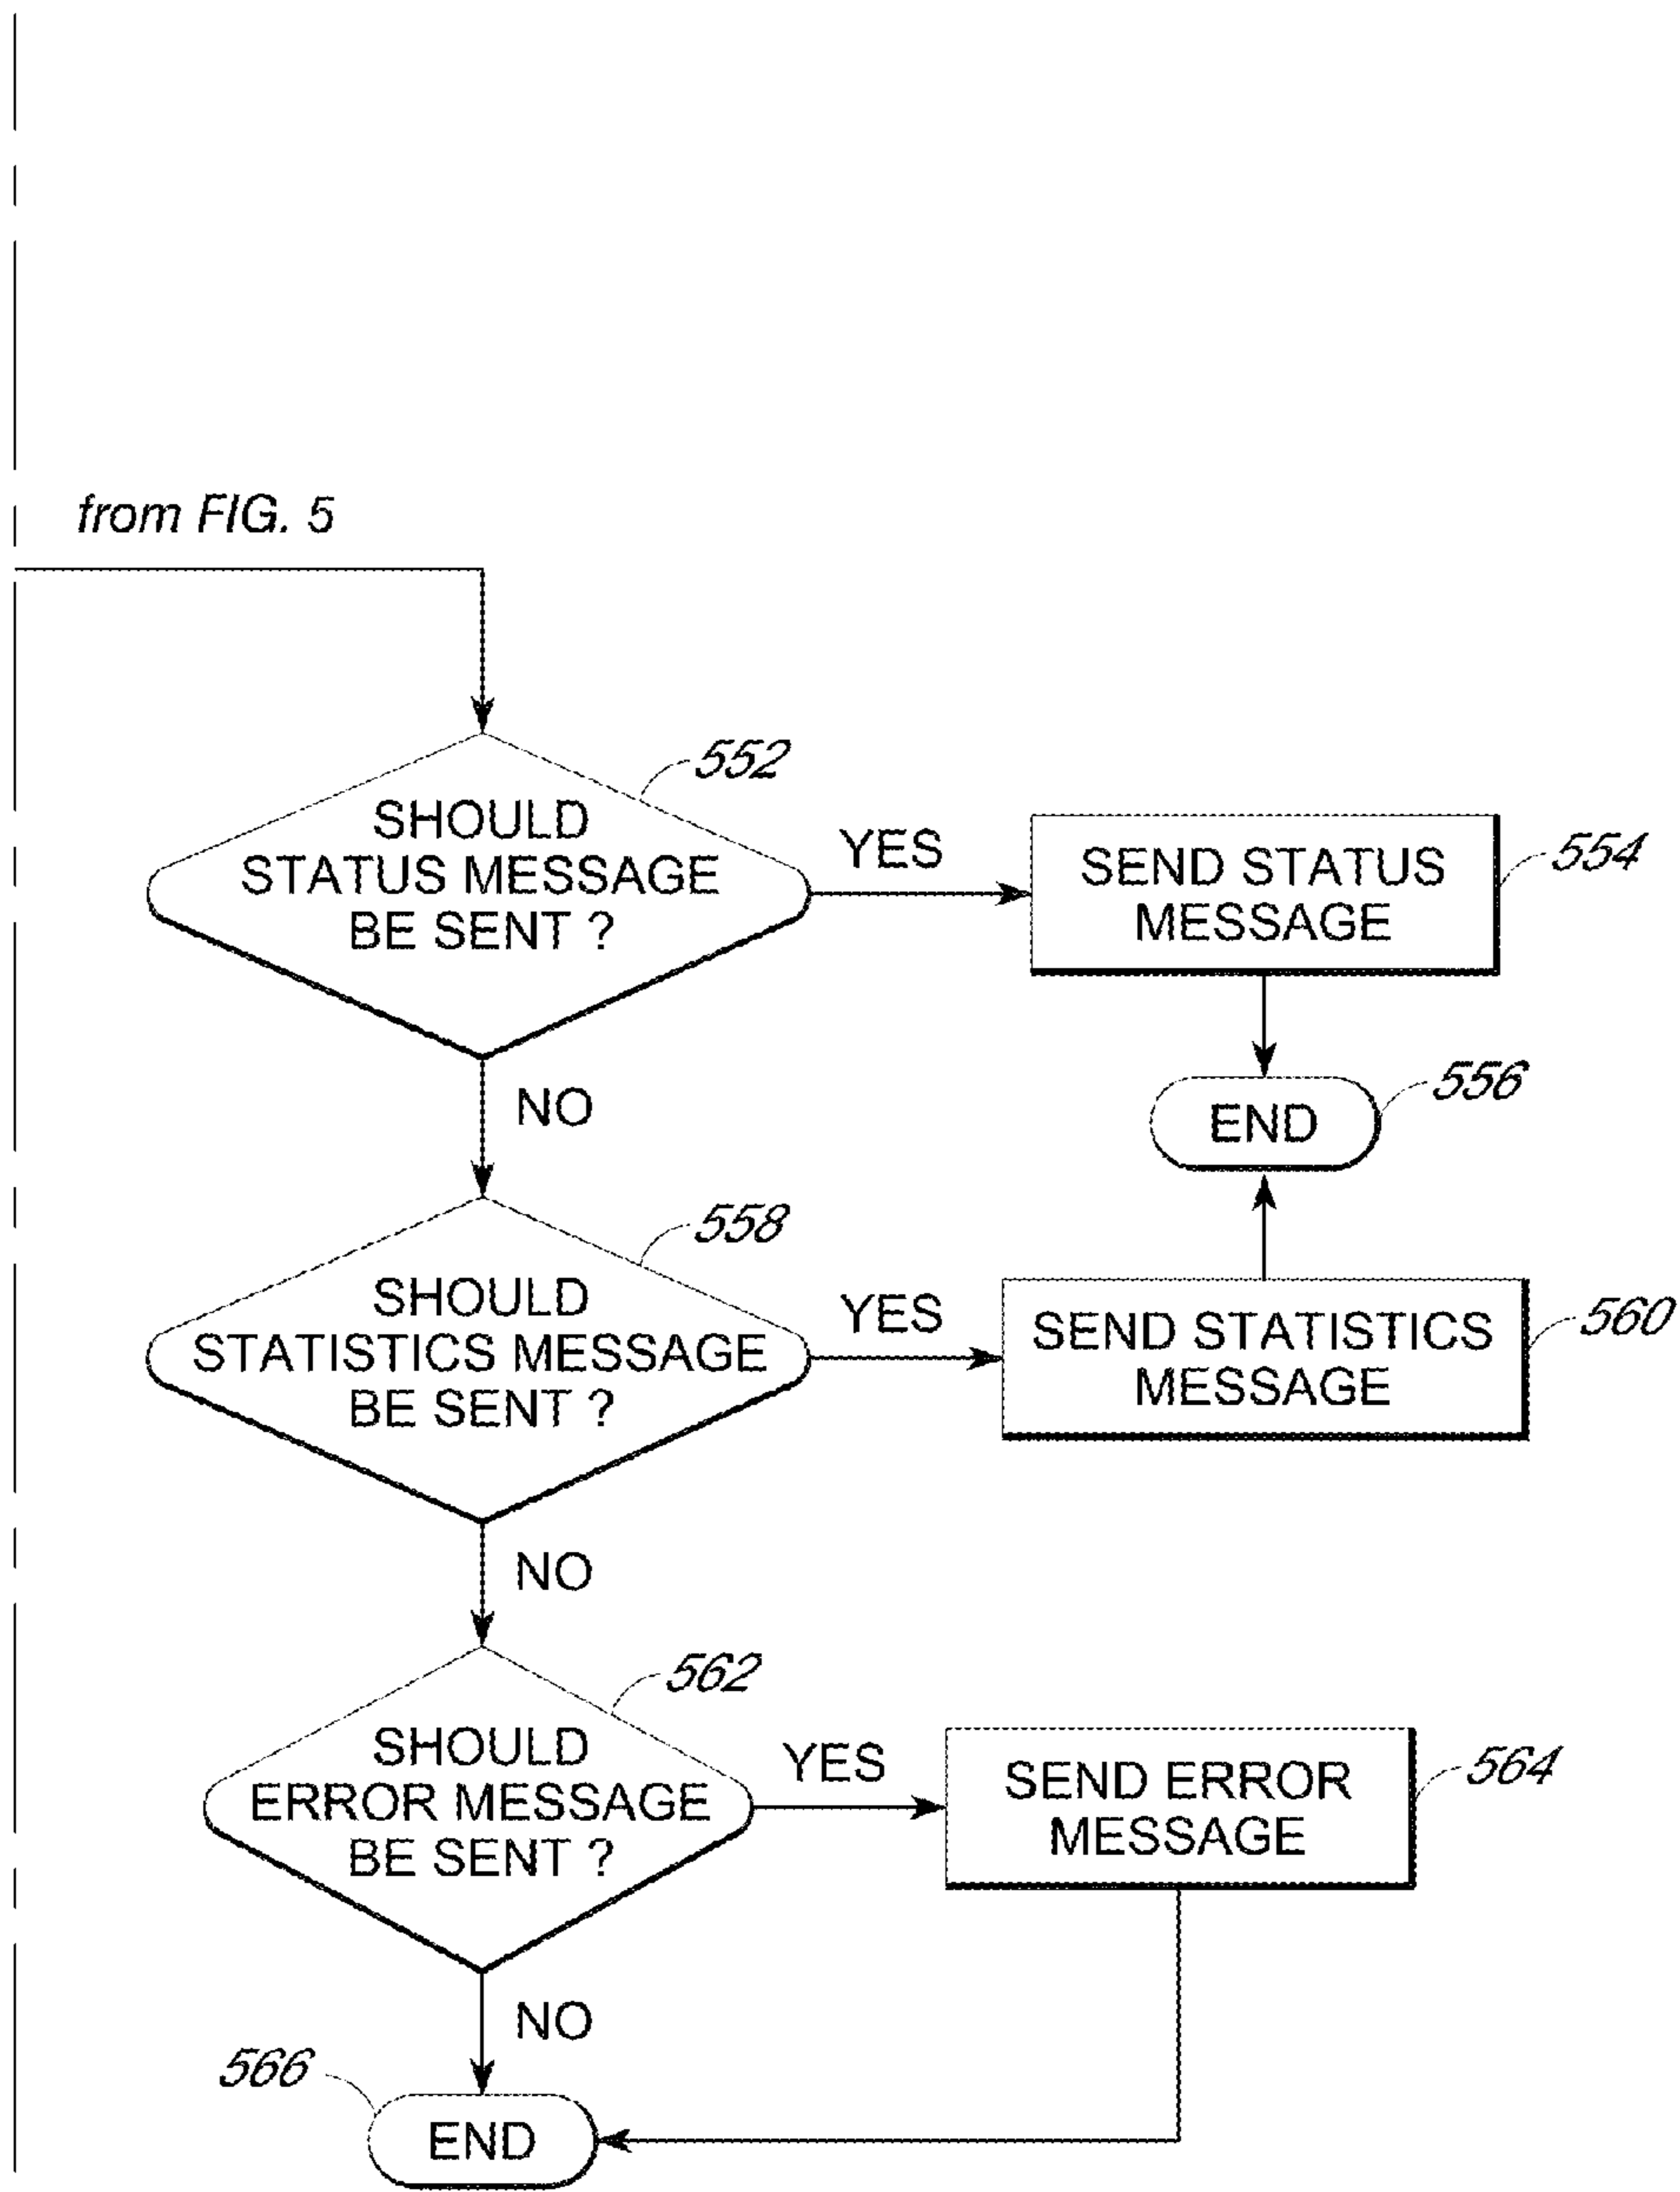 from FIG. 5
552
SHOULD
STATUS MESSAGE
BE SENT ?
YES
SEND STATUS
MESSAGE
554
NO
END
556
558
SHOULD
STATISTICS MESSAGE
BE SENT ?
YES
SEND STATISTICS
MESSAGE
560
NO
562
SHOULD
ERROR MESSAGE
BE SENT ?
YES
SEND ERROR
MESSAGE
564
NO
566
END